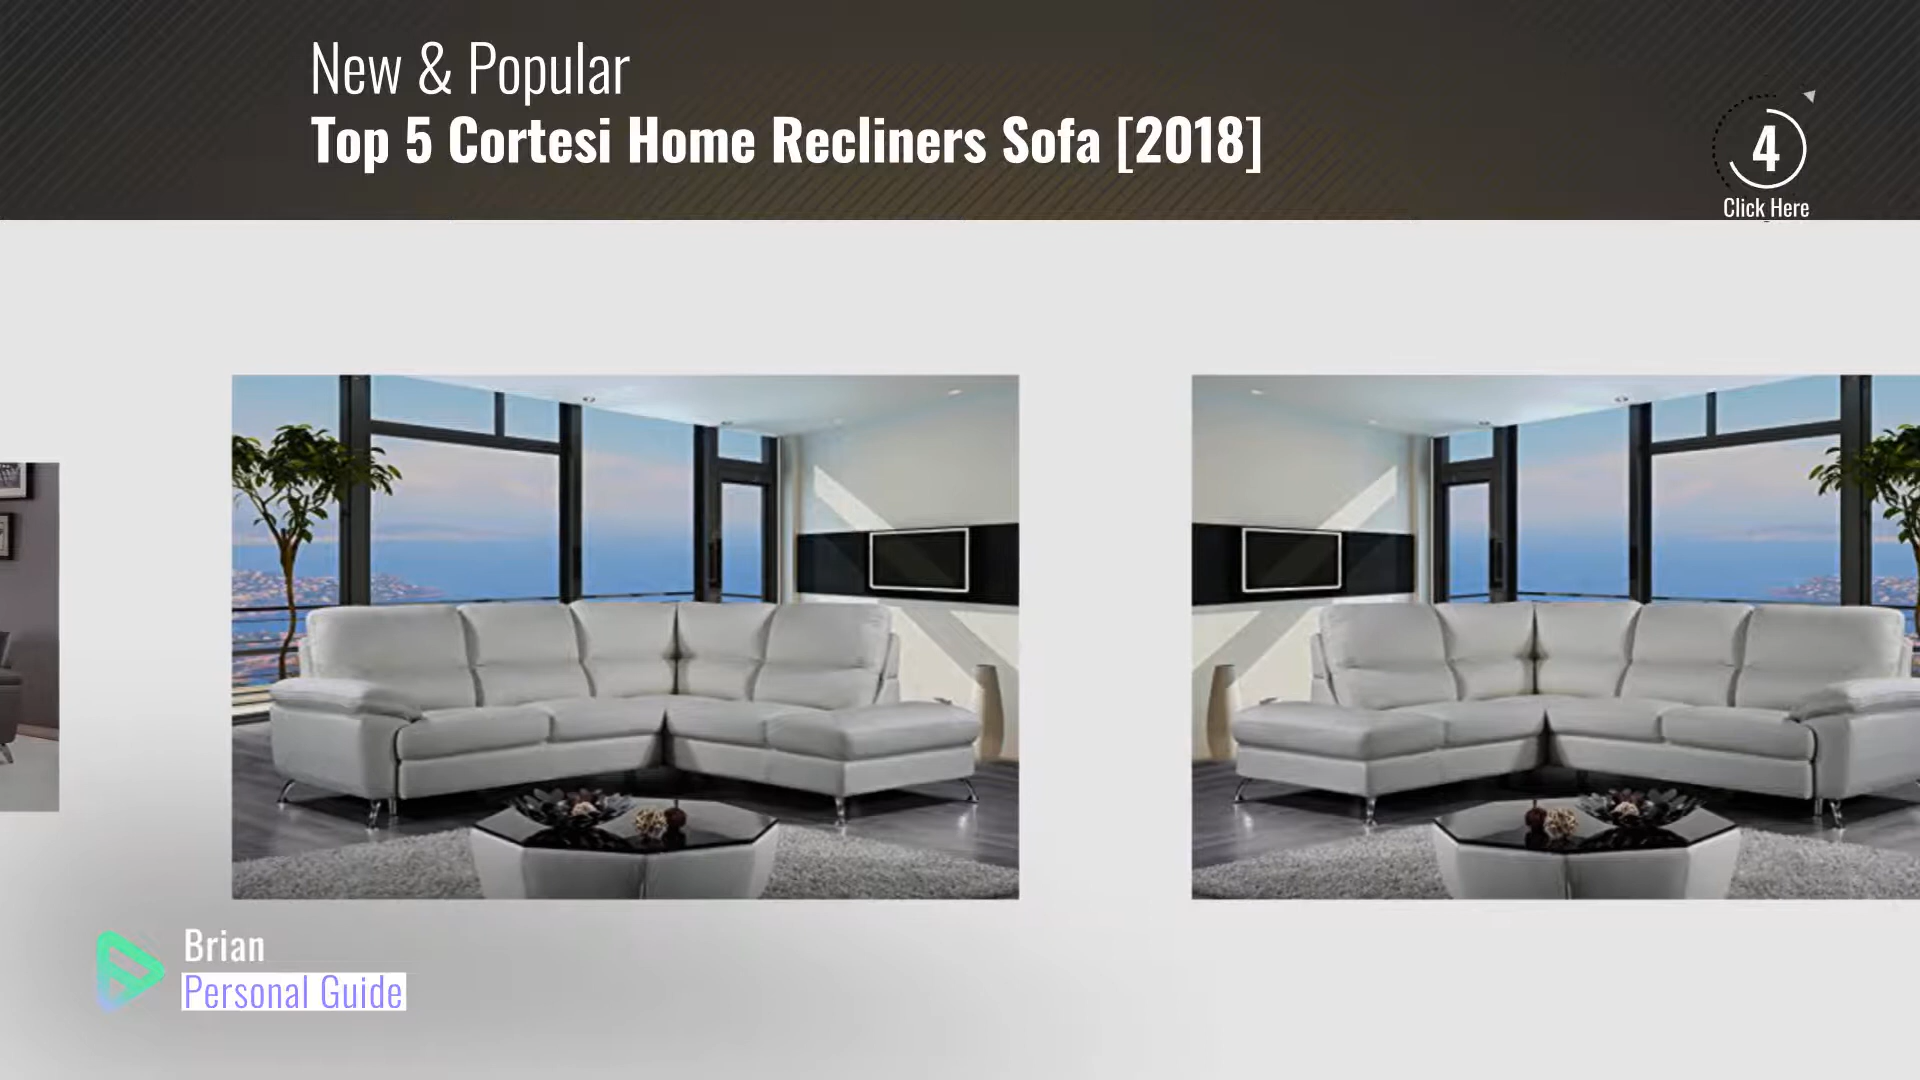 New & Popular
Top 5 Cortesi Home Recliners Sofa [2018]
4
Click Here
Brian
Personal Guide